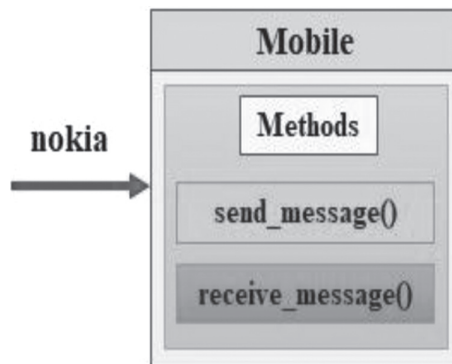 Mobile
nokia
Methods
send_message()
receive_message()